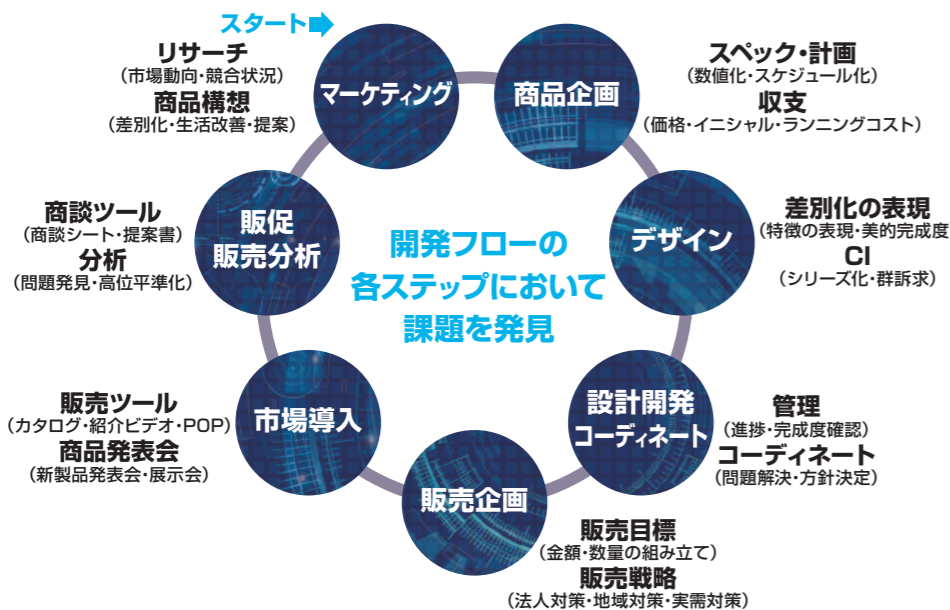 スタート
マーケティング
リサーチ
(市場動向・競合状況)
商品構想
(差別化・生活改善・提案)
商品企画
スペック・計画
(数値化・スケジュール化)
収支
(価格・イニシャル・ランニングコスト)
デザイン
差別化の表現
(特徴の表現・美的完成度
CI
(シリーズ化・群訴求)
設計開発
コーディネート
管理
(進捗・完成度確認)
コーディネート
(問題解決・方針決定)
販売企画
販売目標
(金額・数量の組み立て)
販売戦略
(法人対策・地域対策・実需対策)
市場導入
販売ツール
(カタログ・紹介ビデオ・POP)
商品発表会
(新製品発表会・展示会)
販促
販売分析
商談ツール
(商談シート・提案書)
分析
(問題発見・高位平準化)
開発フローの
各ステップにおいて
課題を発見